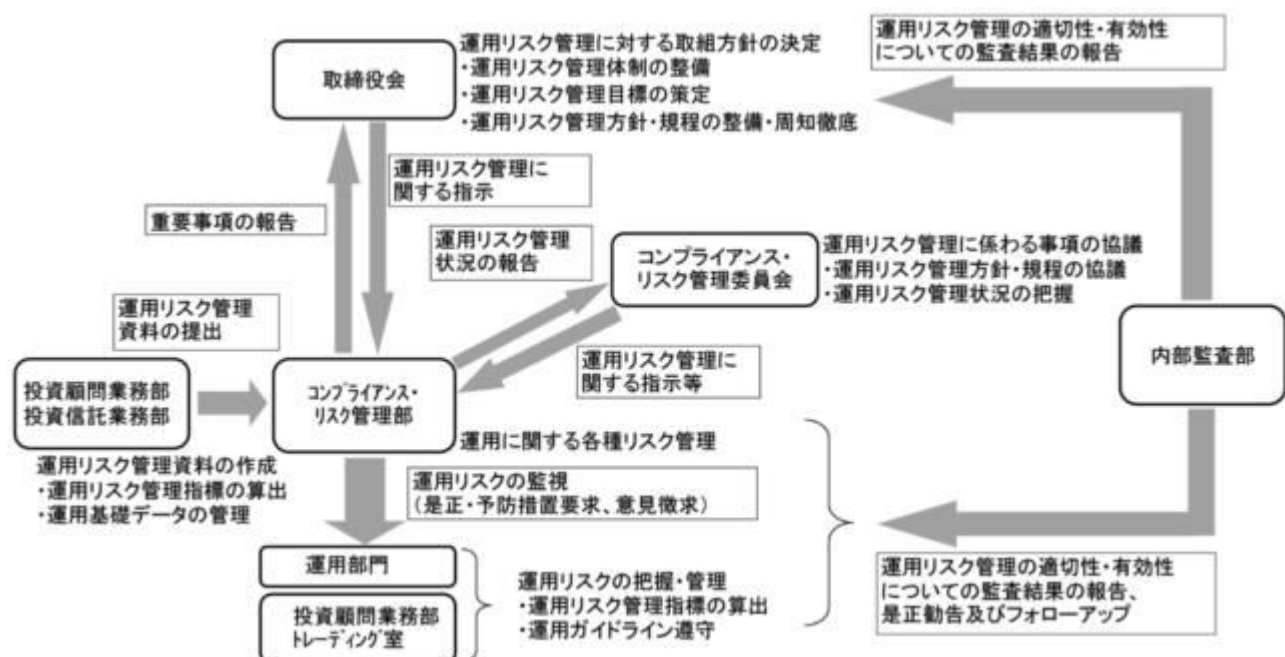 取締役会
運用リスク管理に対する取組方針の決定
・運用リスク管理体制の整備
・運用リスク管理目標の策定
・運用リスク管理方針・規程の整備・周知徹底
運用リスク管理の適切性・有効性
についての監査結果の報告
運用リスク管理に
関する指示
重要事項の報告
運用リスク管理
状況の報告
コンプライアンス・
リスク管理委員会
運用リスク管理に係わる事項の協議
・運用リスク管理方針・規程の協議
・運用リスク管理状況の把握
運用リスク管理
資料の提出
運用リスク管理に
関する指示等
内部監査部
投資顧問業務部
投資信託業務部
コンプライアンス・
リスク管理部
運用に関する各種リスク管理
運用リスク管理資料の作成
・運用リスク管理指標の算出
・運用基礎データの管理
運用リスクの監視
(是正・予防措置要求、意見徴求)
運用部門
投資顧問業務部
トレーディング室
運用リスクの把握・管理
・運用リスク管理指標の算出
・運用ガイドライン遵守
運用リスク管理の適切性・有効性
についての監査結果の報告、
是正勧告及びフォローアップ